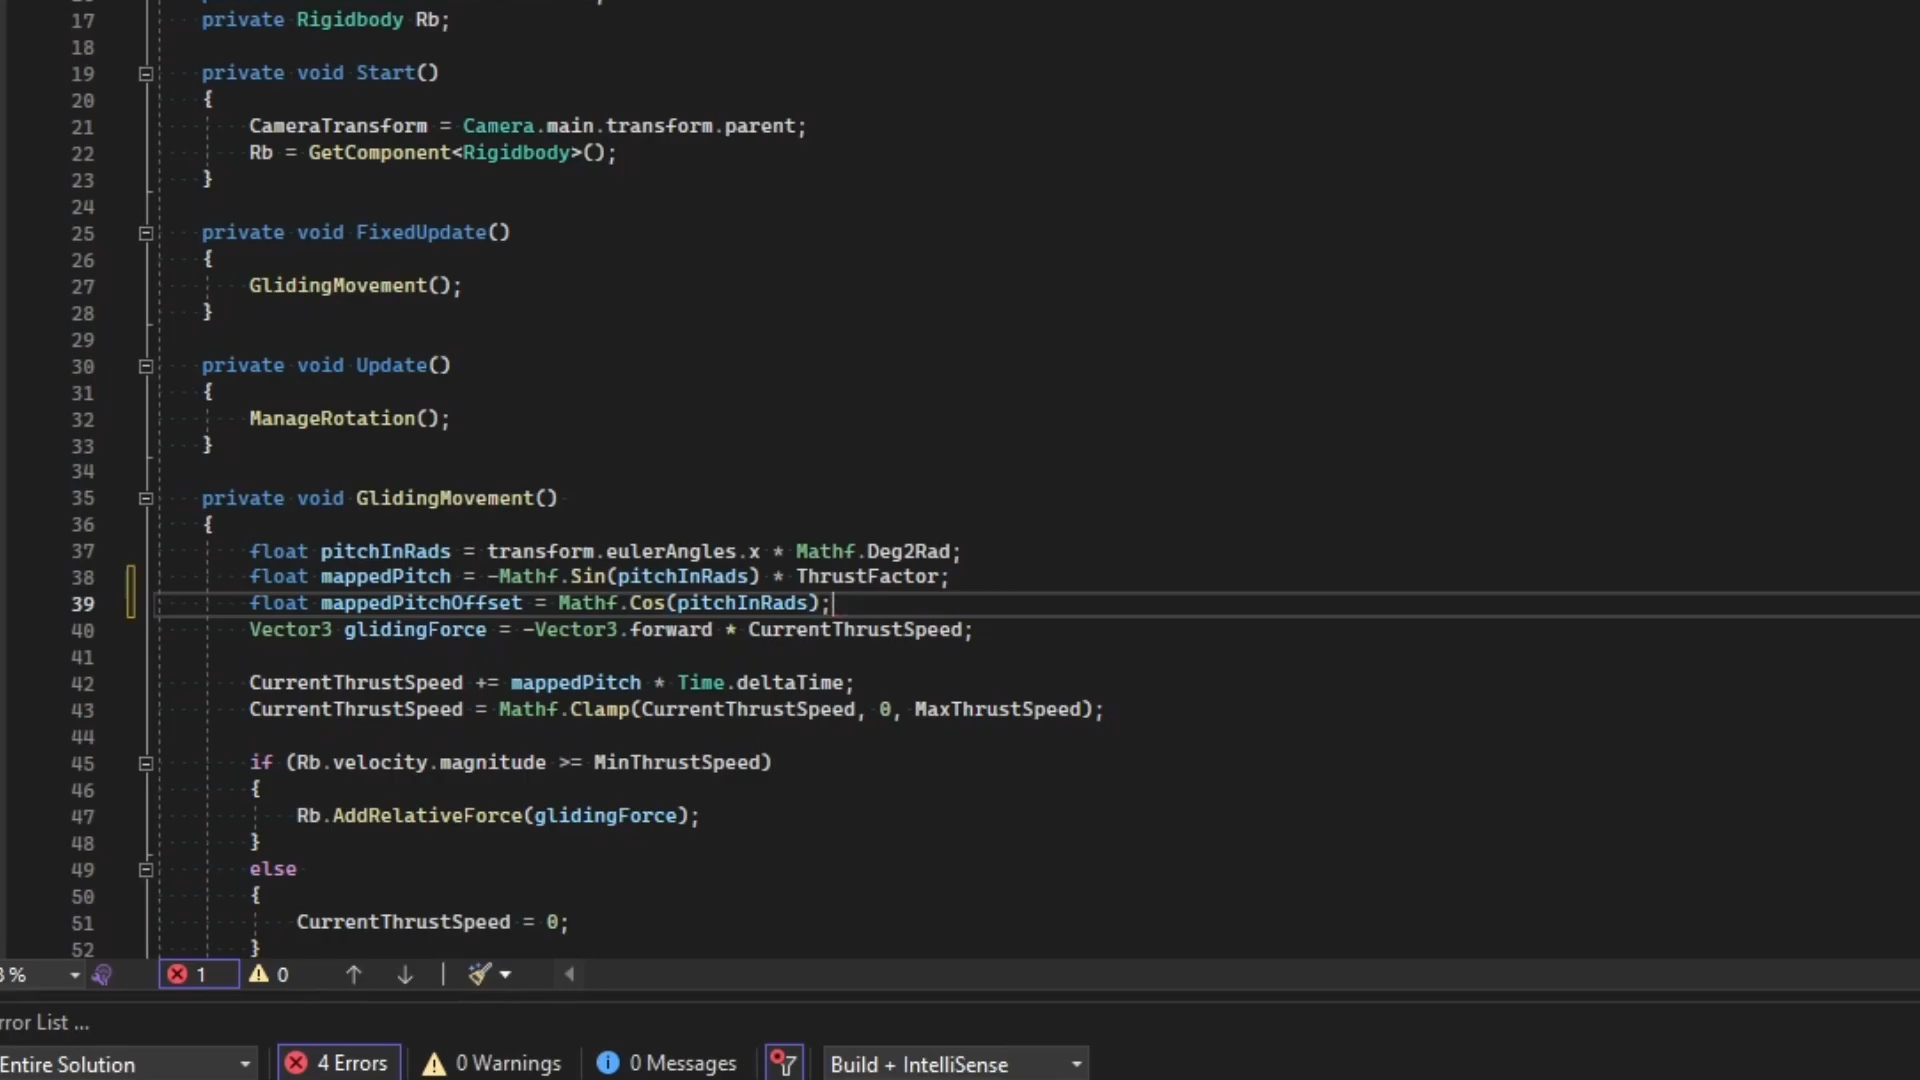 17 private Rigidbody Rb;
18
19 private void Start()
20 {
21 CameraTransform = Camera.main.transform.parent;
22 Rb = GetComponent<Rigidbody>();
23 }
24
25 private void FixedUpdate()
26 {
27 GlidingMovement();
28 }
29
30 private void Update()
31 {
32 ManageRotation();
33 }
34
35 private void GlidingMovement()
36 {
37 float pitchInRads = transform.eulerAngles.x * Mathf.Deg2Rad;
38 float mappedPitch = -Mathf.Sin(pitchInRads) * ThrustFactor;
39 float mappedPitchOffset = Mathf.Cos(pitchInRads);
40 Vector3 glidingForce = -Vector3.forward * CurrentThrustSpeed;
41
42 CurrentThrustSpeed += mappedPitch * Time.deltaTime;
43 CurrentThrustSpeed = Mathf.Clamp(CurrentThrustSpeed, 0, MaxThrustSpeed);
44
45 if (Rb.velocity.magnitude >= MinThrustSpeed)
46 {
47 Rb.AddRelativeForce(glidingForce);
48 }
49 else
50 {
51 CurrentThrustSpeed = 0;
52 }
% 1 0
rror List ...
Entire Solution 4 Errors 0 Warnings 0 Messages Build + IntelliSense